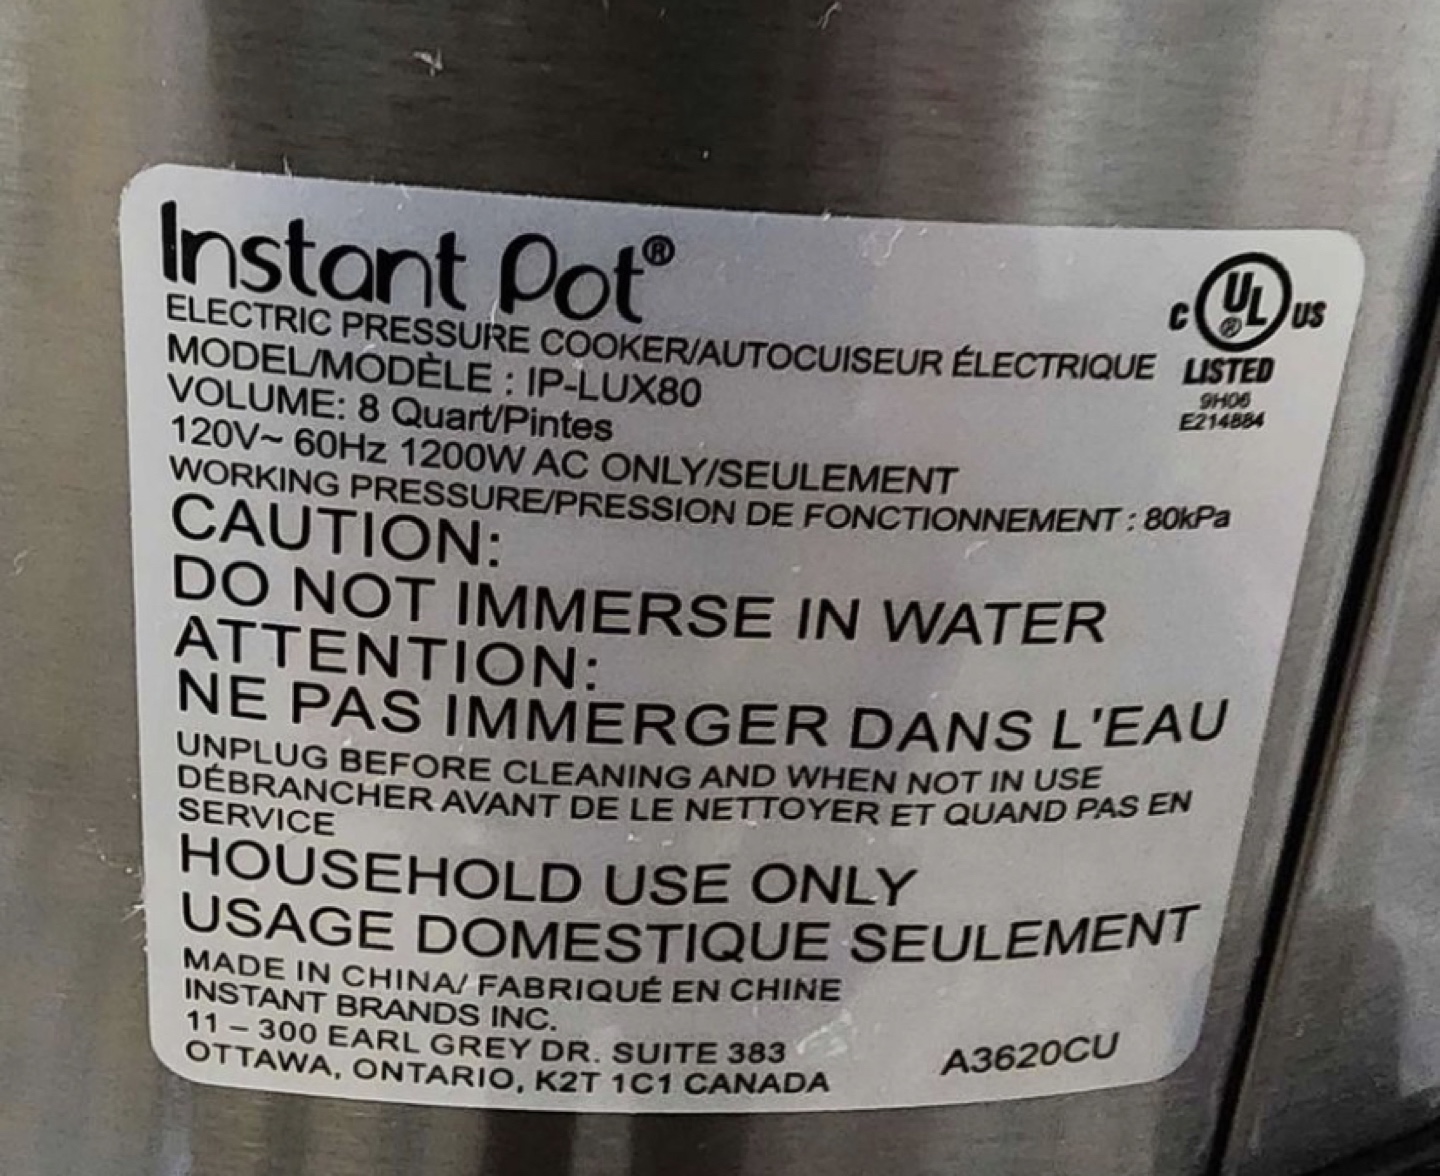 Instant Pot®
ELECTRIC PRESSURE COOKER/AUTOCUISEUR ÉLECTRIQUE
MODEL/MODÈLE : IP-LUX80
VOLUME: 8 Quart/Pintes
120V~ 60Hz 1200W AC ONLY/SEULEMENT
WORKING PRESSURE/PRESSION DE FONCTIONNEMENT : 80kPa
C UL® US
LISTED
9H06
E214884
CAUTION:
DO NOT IMMERSE IN WATER
ATTENTION:
NE PAS IMMERGER DANS L'EAU
UNPLUG BEFORE CLEANING AND WHEN NOT IN USE
DÉBRANCHER AVANT DE LE NETTOYER ET QUAND PAS EN
SERVICE
HOUSEHOLD USE ONLY
USAGE DOMESTIQUE SEULEMENT
MADE IN CHINA/ FABRIQUÉ EN CHINE
INSTANT BRANDS INC.
11 – 300 EARL GREY DR. SUITE 383
OTTAWA, ONTARIO, K2T 1C1 CANADA
A3620CU